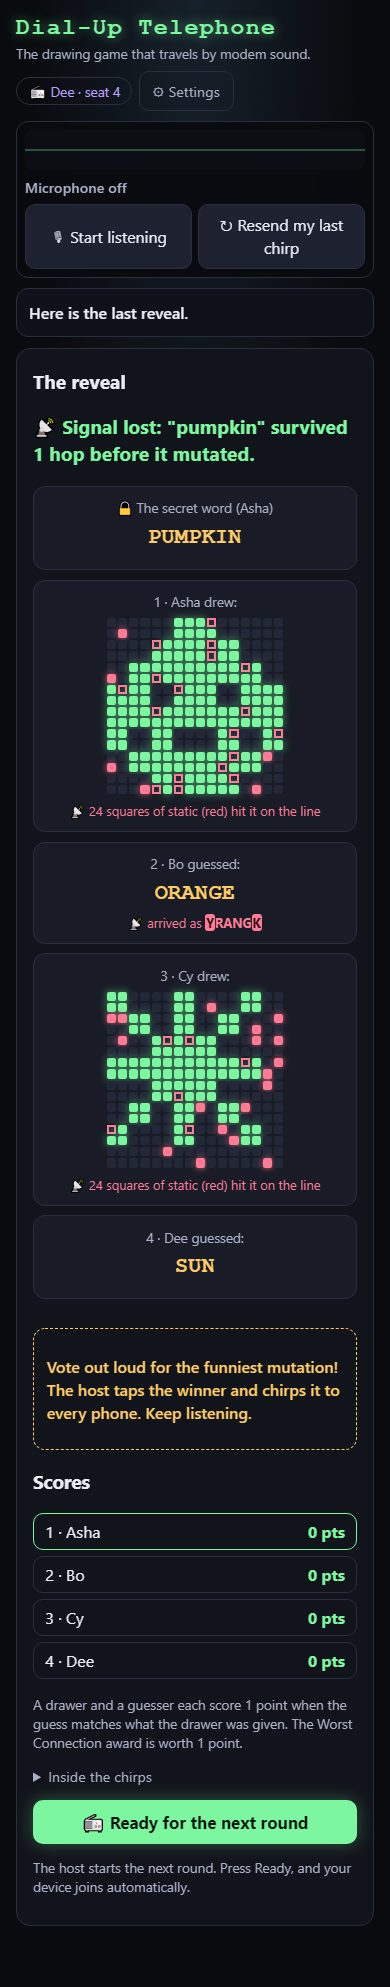 Dial-Up Telephone
The drawing game that travels by modem sound.
📻 Dee · seat 4
⚙ Settings
Microphone off
🎙 Start listening
↻ Resend my last
chirp
Here is the last reveal.
The reveal
📡 Signal lost: "pumpkin" survived
1 hop before it mutated.
🔒 The secret word (Asha)
PUMPKIN
1 · Asha drew:
📡 24 squares of static (red) hit it on the line
2 · Bo guessed:
ORANGE
📡 arrived as YRANGK
3 · Cy drew:
📡 24 squares of static (red) hit it on the line
4 · Dee guessed:
SUN
Vote out loud for the funniest mutation!
The host taps the winner and chirps it to
every phone. Keep listening.
Scores
1 · Asha 0 pts
2 · Bo 0 pts
3 · Cy 0 pts
4 · Dee 0 pts
A drawer and a guesser each score 1 point when the
guess matches what the drawer was given. The Worst
Connection award is worth 1 point.
▶ Inside the chirps
📻 Ready for the next round
The host starts the next round. Press Ready, and your
device joins automatically.